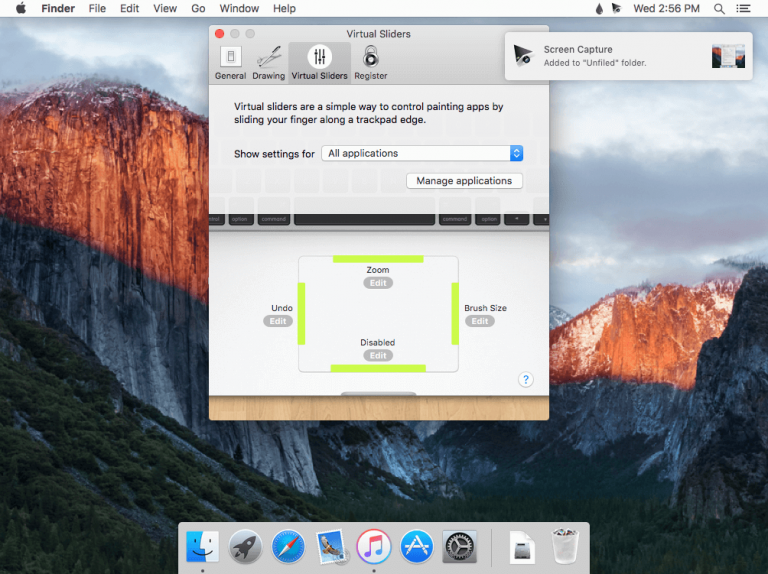 Finder File Edit View Go Window Help Wed 2:56 PM
Virtual Sliders
Screen Capture
Added to "Unfiled" folder.
General Drawing Virtual Sliders Register
Virtual sliders are a simple way to control painting apps by
sliding your finger along a trackpad edge.
Show settings for All applications
Manage applications
option command command option
Zoom
Edit
Undo
Edit
Brush Size
Edit
Disabled
Edit
?